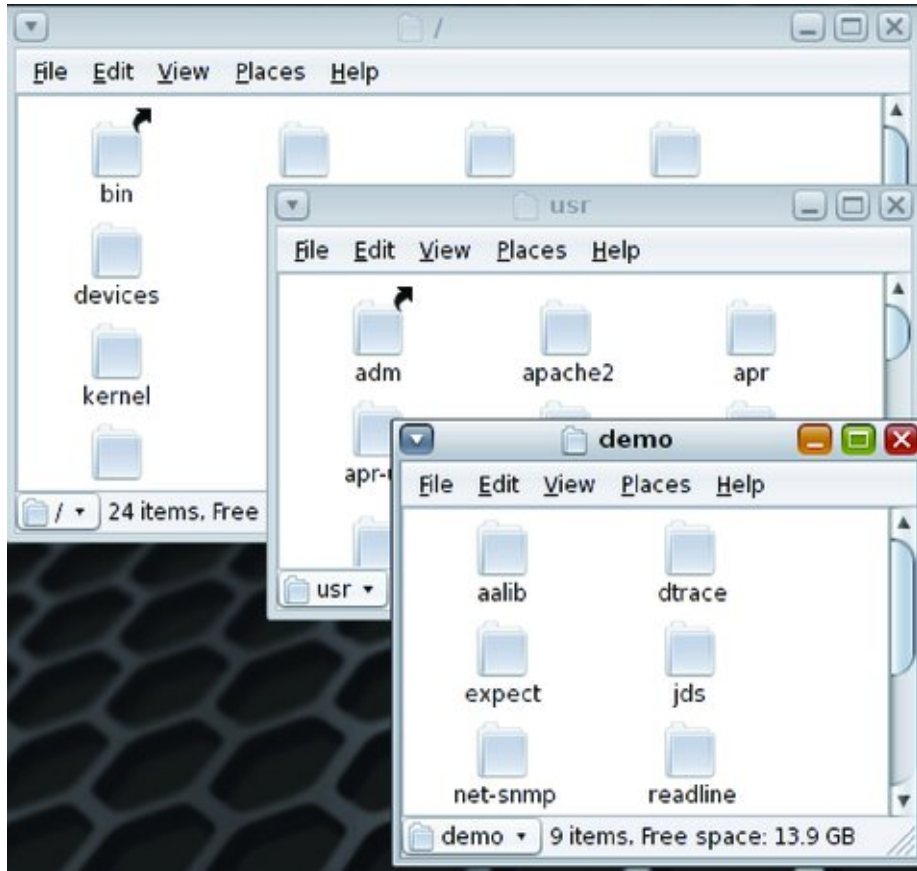 /
File Edit View Places Help
bin
devices
kernel
/ 24 items, Free
usr
File Edit View Places Help
adm apache2 apr
usr
demo
File Edit View Places Help
aalib dtrace
expect jds
net-snmp readline
demo 9 items, Free space: 13.9 GB